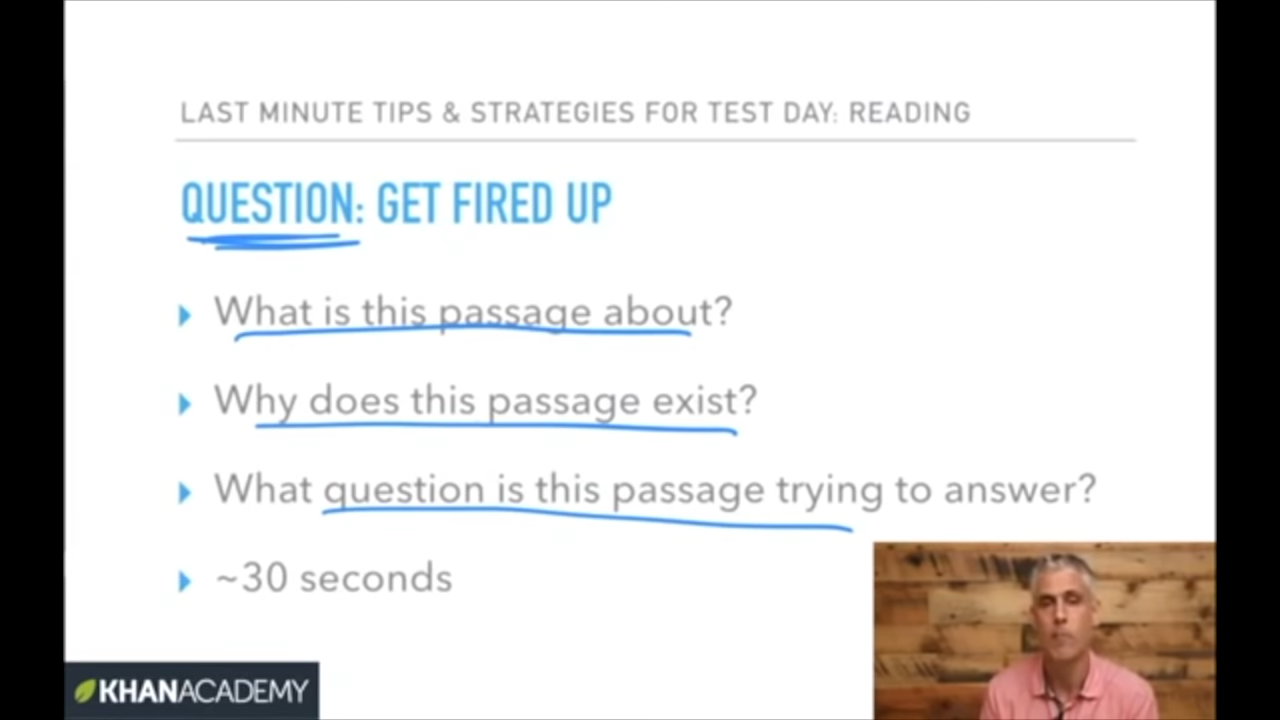 LAST MINUTE TIPS & STRATEGIES FOR TEST DAY: READING
QUESTION: GET FIRED UP
What is this passage about?
Why does this passage exist?
What question is this passage trying to answer?
~30 seconds
KHANACADEMY